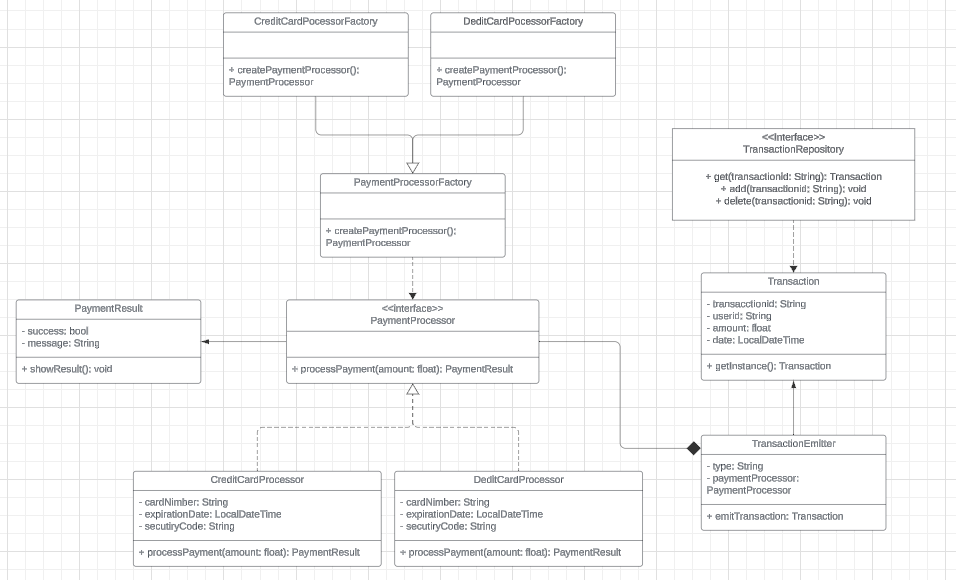 CreditCardPocessorFactory
+ createPaymentProcessor():
PaymentProcessor
DeditCardPocessorFactory
+ createPaymentProcessor():
PaymentProcessor
<<Interface>>
TransactionRepository
+ get(transactionid: String): Transaction
+ add(transactionid: String): void
+ delete(transactionid: String): void
PaymentProcessorFactory
+ createPaymentProcessor():
PaymentProcessor
Transaction
- transacctionid: String
- userid: String
- amount: float
- date: LocalDateTime
+ getInstance(): Transaction
PaymentResult
- success: bool
- message: String
+ showResult(): void
<<interface>>
PaymentProcessor
+ processPayment(amount: float): PaymentResult
TransactionEmitter
- type: String
- paymentProcessor:
PaymentProcessor
+ emitTransaction: Transaction
CreditCardProcessor
- cardNimber: String
- expirationDate: LocalDateTime
- secutiryCode: String
+ processPayment(amount: float): PaymentResult
DeditCardProcessor
- cardNimber: String
- expirationDate: LocalDateTime
- secutiryCode: String
+ processPayment(amount: float): PaymentResult